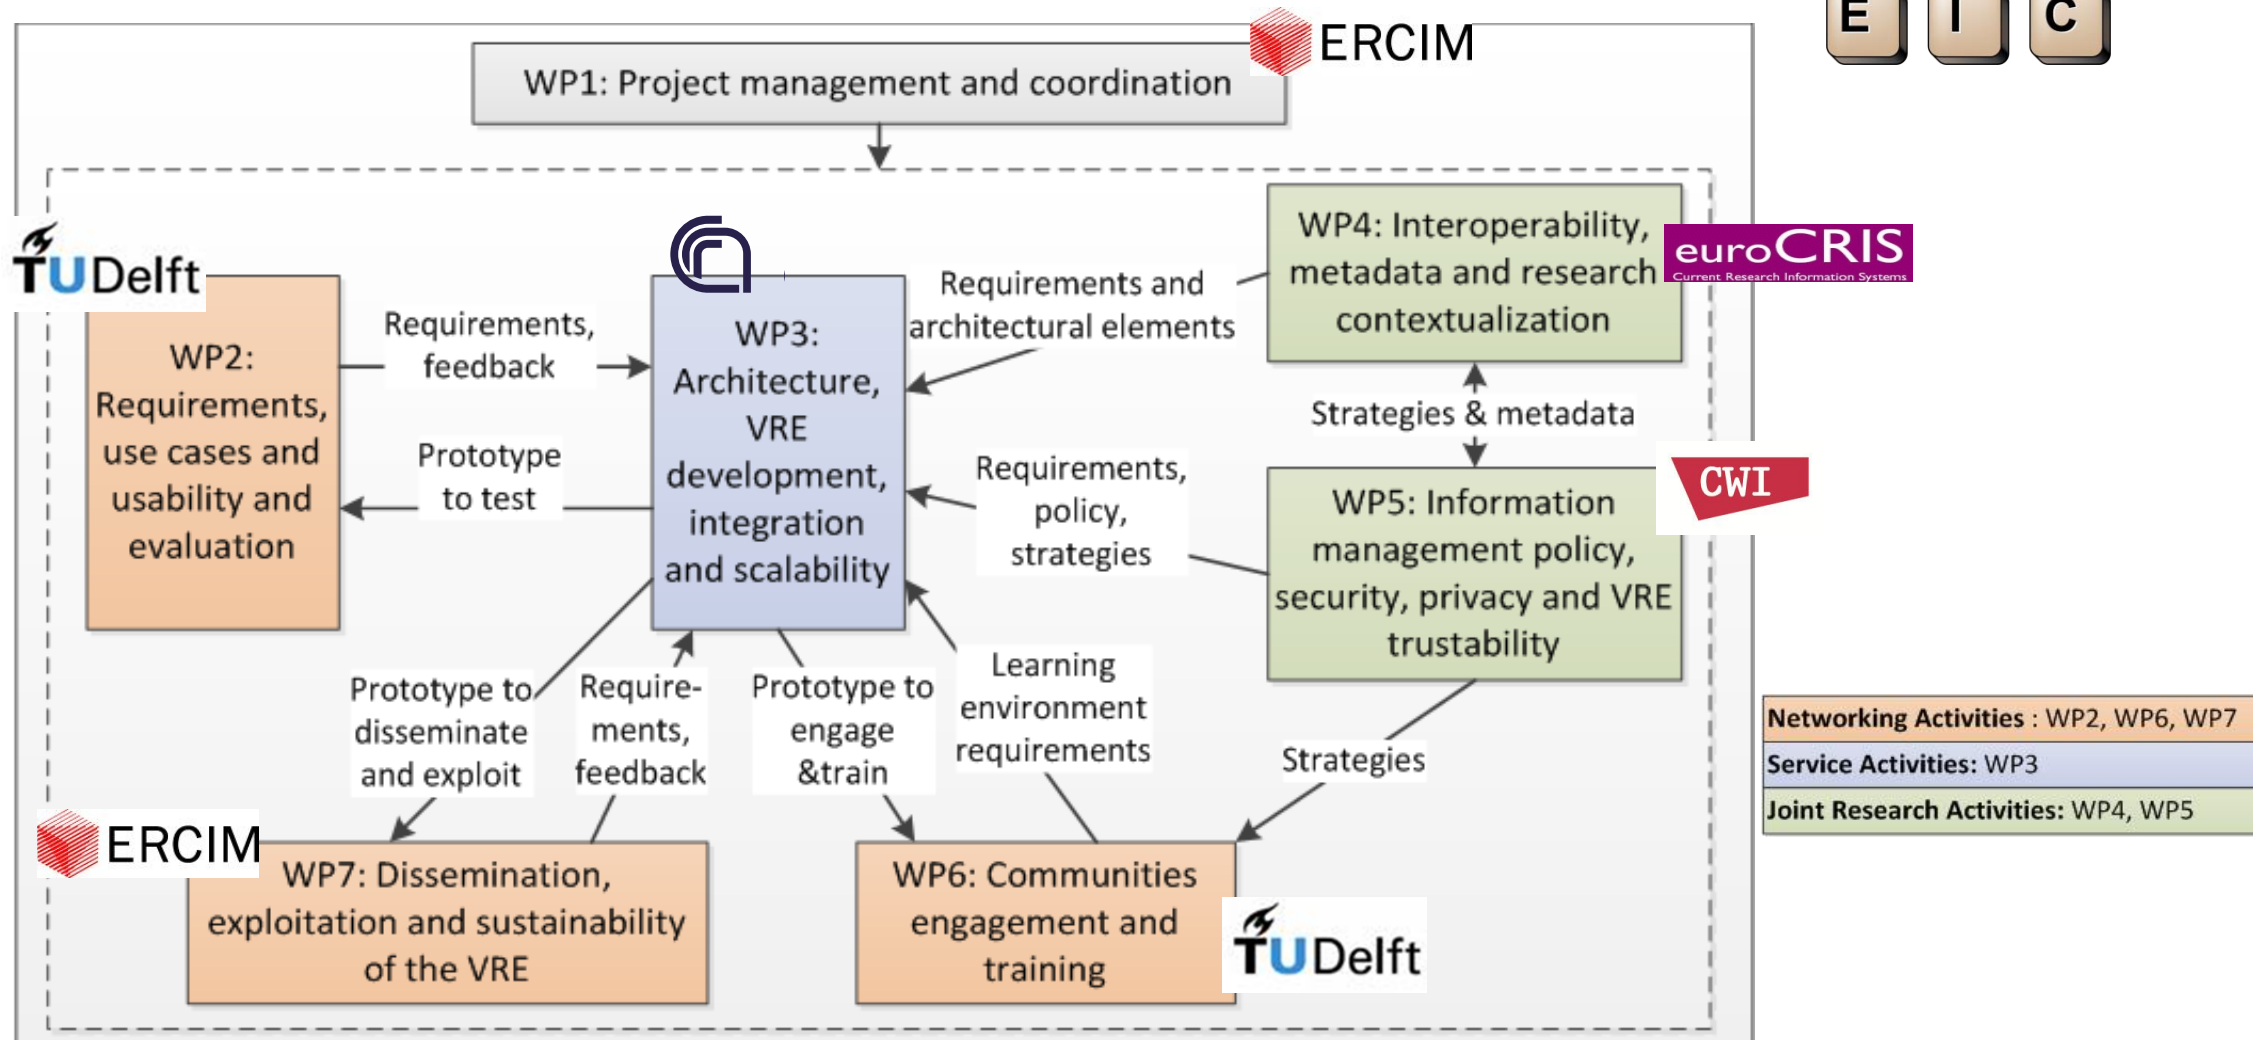 E I C
ERCIM
WP1: Project management and coordination
TU Delft
WP2:
Requirements,
use cases and
usability and
evaluation
Requirements,
feedback
Prototype
to test
WP3:
Architecture,
VRE
development,
integration
and scalability
Requirements and
architectural elements
WP4: Interoperability,
metadata and research
contextualization
euroCRIS
Current Research Information Systems
Strategies & metadata
Requirements,
policy,
strategies
CWI
WP5: Information
management policy,
security, privacy and VRE
trustability
Prototype to
disseminate
and exploit
Require-
ments,
feedback
Prototype to
engage
&train
Learning
environment
requirements
Strategies
Networking Activities : WP2, WP6, WP7
Service Activities: WP3
Joint Research Activities: WP4, WP5
ERCIM
WP7: Dissemination,
exploitation and sustainability
of the VRE
WP6: Communities
engagement and
training
TU Delft